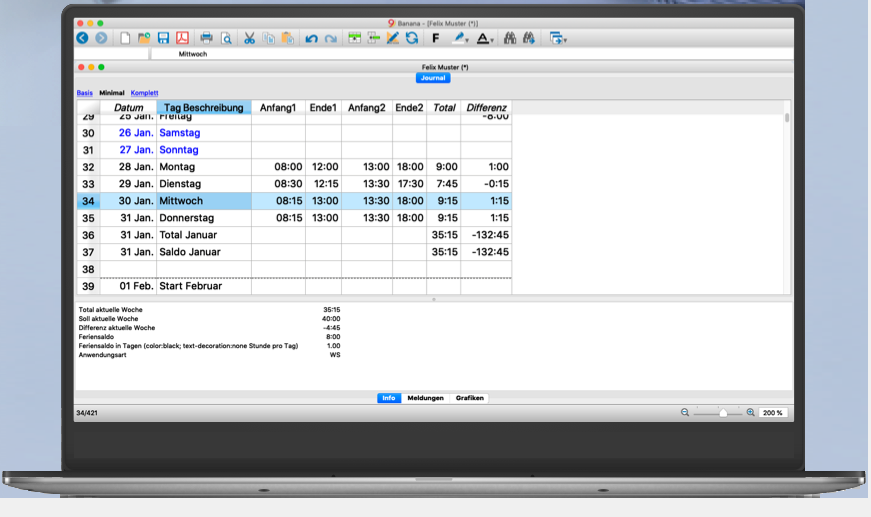 Banana - [Felix Muster (*)]
F A
Mittwoch
Felix Muster (*)
Journal
Basis Minimal Komplett
Datum Tag Beschreibung Anfang1 Ende1 Anfang2 Ende2 Total Differenz
29 25 Jan. Freitag -8:00
30 26 Jan. Samstag
31 27 Jan. Sonntag
32 28 Jan. Montag 08:00 12:00 13:00 18:00 9:00 1:00
33 29 Jan. Dienstag 08:30 12:15 13:30 17:30 7:45 -0:15
34 30 Jan. Mittwoch 08:15 13:00 13:30 18:00 9:15 1:15
35 31 Jan. Donnerstag 08:15 13:00 13:30 18:00 9:15 1:15
36 31 Jan. Total Januar 35:15 -132:45
37 31 Jan. Saldo Januar 35:15 -132:45
38
39 01 Feb. Start Februar
Total aktuelle Woche 35:15
Soll aktuelle Woche 40:00
Differenz aktuelle Woche -4:45
Feriensaldo 8:00
Feriensaldo in Tagen (color:black; text-decoration:none Stunde pro Tag) 1.00
Anwendungsart WS
Info Meldungen Grafiken
34/421 200 %